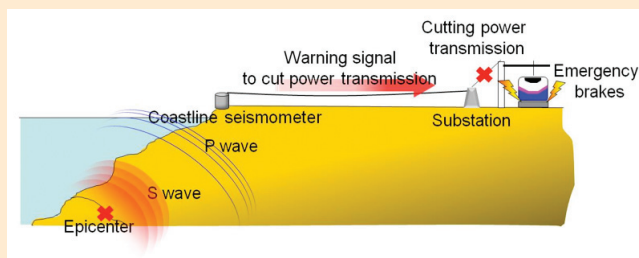 Cutting power
transmission
Warning signal
to cut power transmission
Emergency
brakes
Coastline seismometer
Substation
P wave
S wave
Epicenter